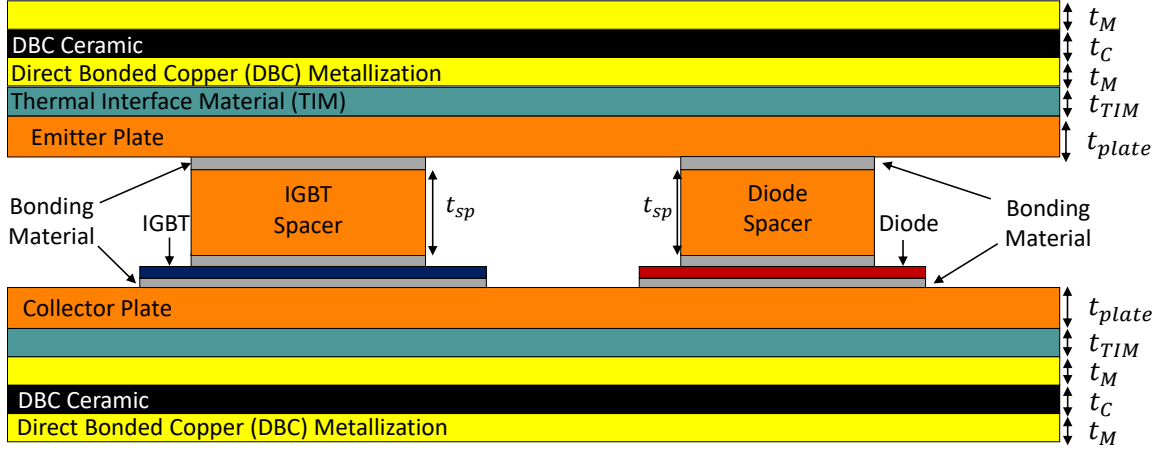 t_M
DBC Ceramic
t_C
Direct Bonded Copper (DBC) Metallization
t_M
Thermal Interface Material (TIM)
t_TIM
Emitter Plate
t_plate
Bonding
Material
IGBT
IGBT
Spacer
t_sp
t_sp
Diode
Spacer
Diode
Bonding
Material
Collector Plate
t_plate
t_TIM
t_M
DBC Ceramic
t_C
Direct Bonded Copper (DBC) Metallization
t_M